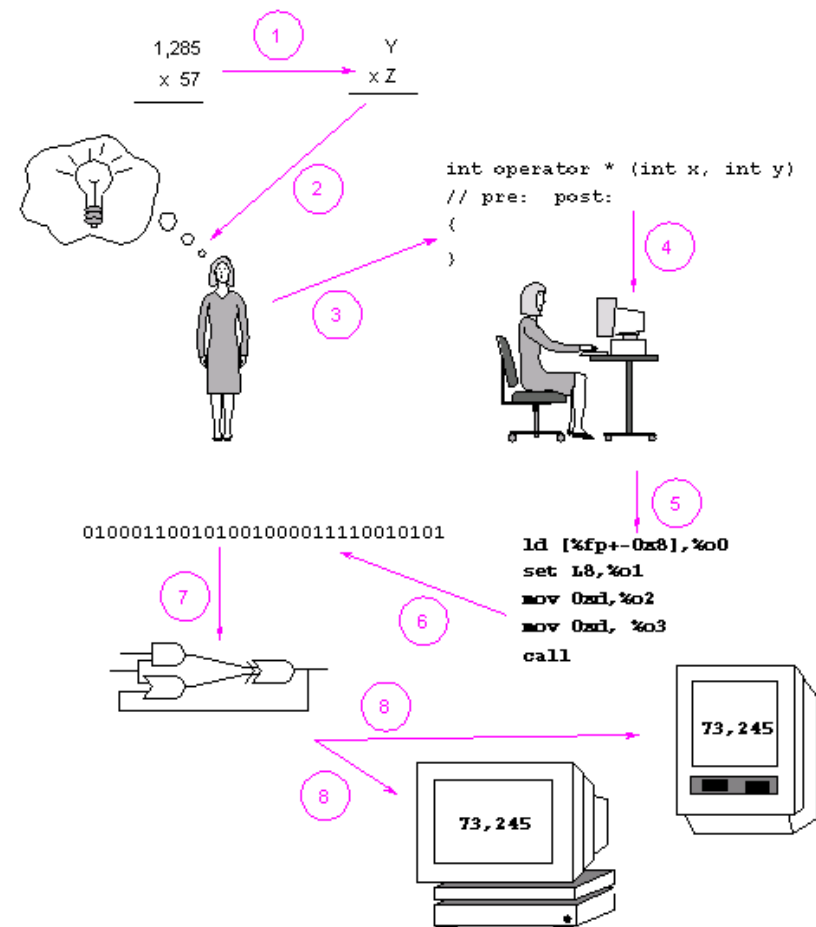 1
1,285
x 57
Y
x Z
2
int operator * (int x, int y)
// pre: post:
{
}
3
4
5
010001100101001000011110010101
ld [%fp+-0x8],%o0
set L8,%o1
mov 0xd,%o2
mov 0xd, %o3
call
6
7
8
73,245
8
73,245